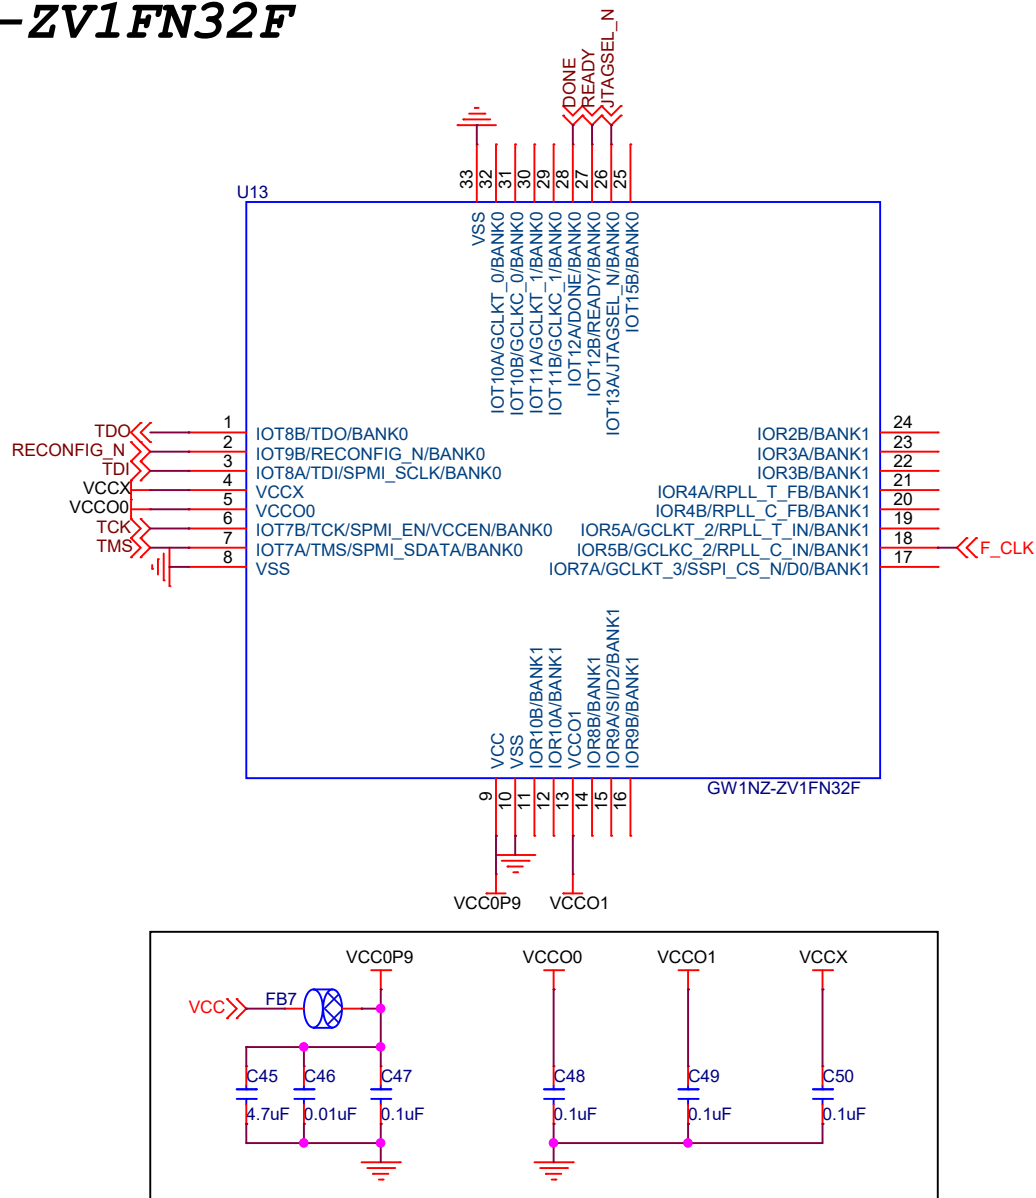 -ZV1FN32F
DONE
READY
JTAGSEL_N
33
32
31
30
29
28
27
26
25
U13
VSS
IOT10A/GCLKT_0/BANK0
IOT10B/GCLKC_0/BANK0
IOT11A/GCLKT_1/BANK0
IOT11B/GCLKC_1/BANK0
IOT12A/DONE/BANK0
IOT12B/READY/BANK0
IOT13A/JTAGSEL_N/BANK0
IOT15B/BANK0
TDO 1 IOT8B/TDO/BANK0
RECONFIG_N 2 IOT9B/RECONFIG_N/BANK0
TDI 3 IOT8A/TDI/SPMI_SCLK/BANK0
VCCX 4 VCCX
VCCO0 5 VCCO0
TCK 6 IOT7B/TCK/SPMI_EN/VCCEN/BANK0
TMS 7 IOT7A/TMS/SPMI_SDATA/BANK0
8 VSS
IOR2B/BANK1 24
IOR3A/BANK1 23
IOR3B/BANK1 22
IOR4A/RPLL_T_FB/BANK1 21
IOR4B/RPLL_C_FB/BANK1 20
IOR5A/GCLKT_2/RPLL_T_IN/BANK1 19
IOR5B/GCLKC_2/RPLL_C_IN/BANK1 18 F_CLK
IOR7A/GCLKT_3/SSPI_CS_N/D0/BANK1 17
VCC
VSS
IOR10B/BANK1
IOR10A/BANK1
VCCO1
IOR8B/BANK1
IOR9A/SI/D2/BANK1
IOR9B/BANK1
GW1NZ-ZV1FN32F
9
10
11
12
13
14
15
16
VCC0P9 VCCO1
VCC0P9 VCCO0 VCCO1 VCCX
VCC FB7
C45 C46 C47 C48 C49 C50
4.7uF 0.01uF 0.1uF 0.1uF 0.1uF 0.1uF